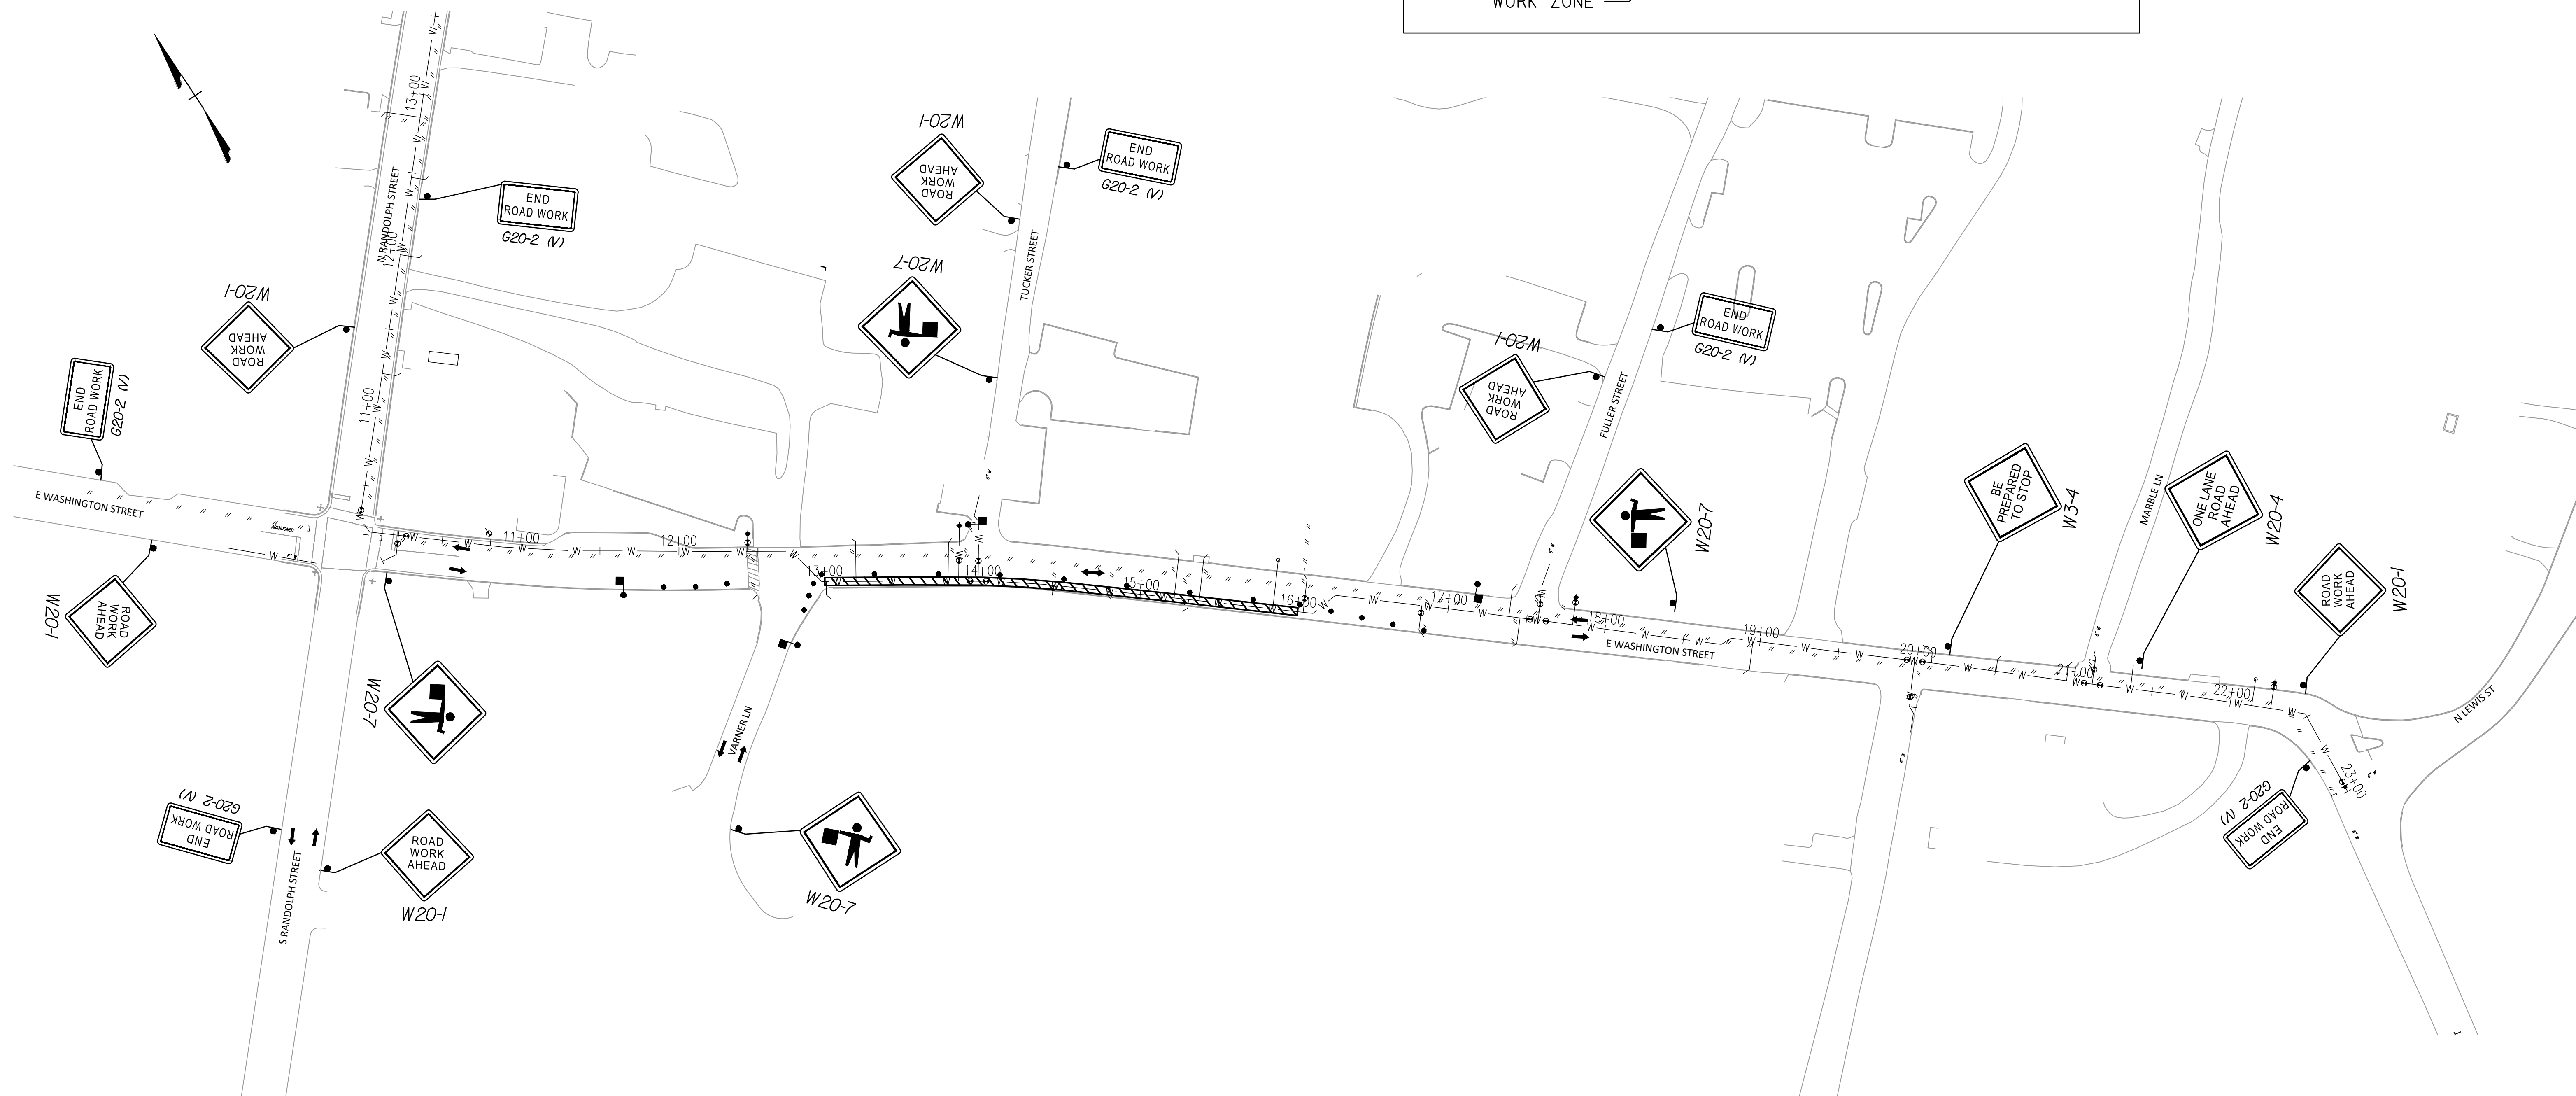 WORK ZONE
13+00
N RANDOLPH STREET
12+00
11+00
END
ROAD WORK
G20-2 (V)
W20-1
ROAD
WORK
AHEAD
END
ROAD WORK
G20-2 (V)
E WASHINGTON STREET
ABANDONED
ROAD
WORK
AHEAD
W20-1
W20-7
END
ROAD WORK
G20-2 (V)
S RANDOLPH STREET
ROAD
WORK
AHEAD
W20-1
W20-1
ROAD
WORK
AHEAD
END
ROAD WORK
G20-2 (V)
TUCKER STREET
W20-7
11+00
12+00
13+00
14+00
15+00
16+00
17+00
18+00
19+00
20+00
21+00
22+00
23+00
VARNER LN
W20-7
W20-1
ROAD
WORK
AHEAD
END
ROAD WORK
G20-2 (V)
FULLER STREET
W20-7
E WASHINGTON STREET
BE
PREPARED
TO STOP
W3-4
MARBLE LN
ONE LANE
ROAD
AHEAD
W20-4
ROAD
WORK
AHEAD
W20-1
N LEWIS ST
G20-2 (V)
END
ROAD WORK